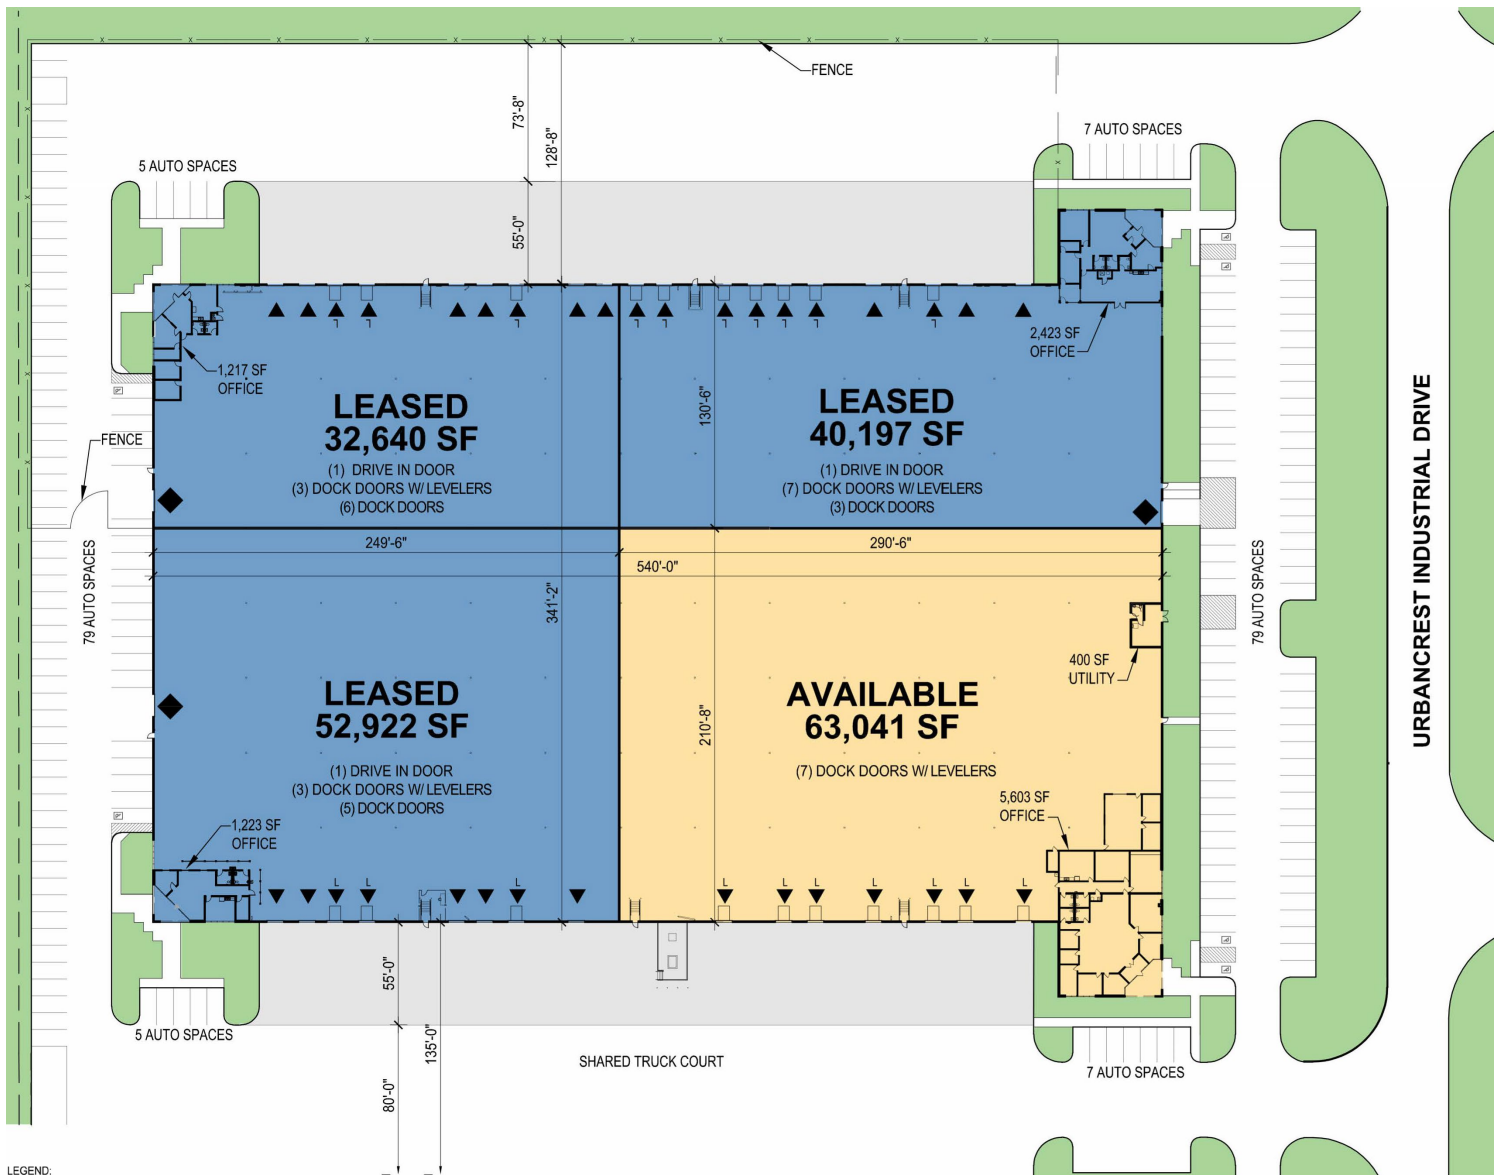 FENCE
7 AUTO SPACES
5 AUTO SPACES
73'-8"
128'-8"
55'-0"
2,423 SF
OFFICE
1,217 SF
OFFICE
LEASED
32,640 SF
(1) DRIVE IN DOOR
(3) DOCK DOORS W/ LEVELERS
(6) DOCK DOORS
130'-6"
LEASED
40,197 SF
(1) DRIVE IN DOOR
(7) DOCK DOORS W/ LEVELERS
(3) DOCK DOORS
FENCE
URBANCREST INDUSTRIAL DRIVE
249'-6"
290'-6"
540'-0"
341'-2"
79 AUTO SPACES
79 AUTO SPACES
400 SF
UTILITY
LEASED
52,922 SF
(1) DRIVE IN DOOR
(3) DOCK DOORS W/ LEVELERS
(5) DOCK DOORS
210'-8"
AVAILABLE
63,041 SF
(7) DOCK DOORS W/ LEVELERS
5,603 SF
OFFICE
1,223 SF
OFFICE
L L L L L L L L L L
55'-0"
135'-0"
80'-0"
5 AUTO SPACES
SHARED TRUCK COURT
7 AUTO SPACES
LEGEND: